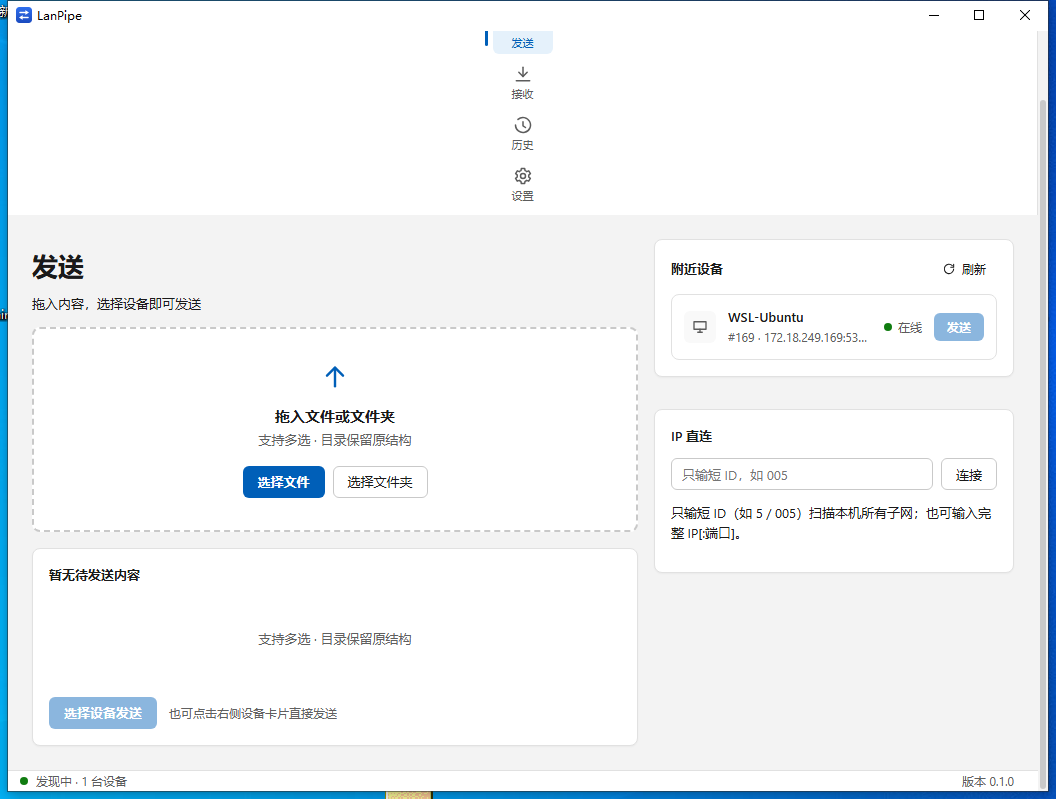 LanPipe
发送
接收
历史
设置
发送
拖入内容，选择设备即可发送
拖入文件或文件夹
支持多选 · 目录保留原结构
选择文件
选择文件夹
暂无待发送内容
支持多选 · 目录保留原结构
选择设备发送
也可点击右侧设备卡片直接发送
附近设备
刷新
WSL-Ubuntu
#169 · 172.18.249.169:53...
在线
发送
IP 直连
只输短 ID，如 005
连接
只输短 ID（如 5 / 005）扫描本机所有子网；也可输入完
整 IP[:端口]。
发现中 · 1 台设备
版本 0.1.0